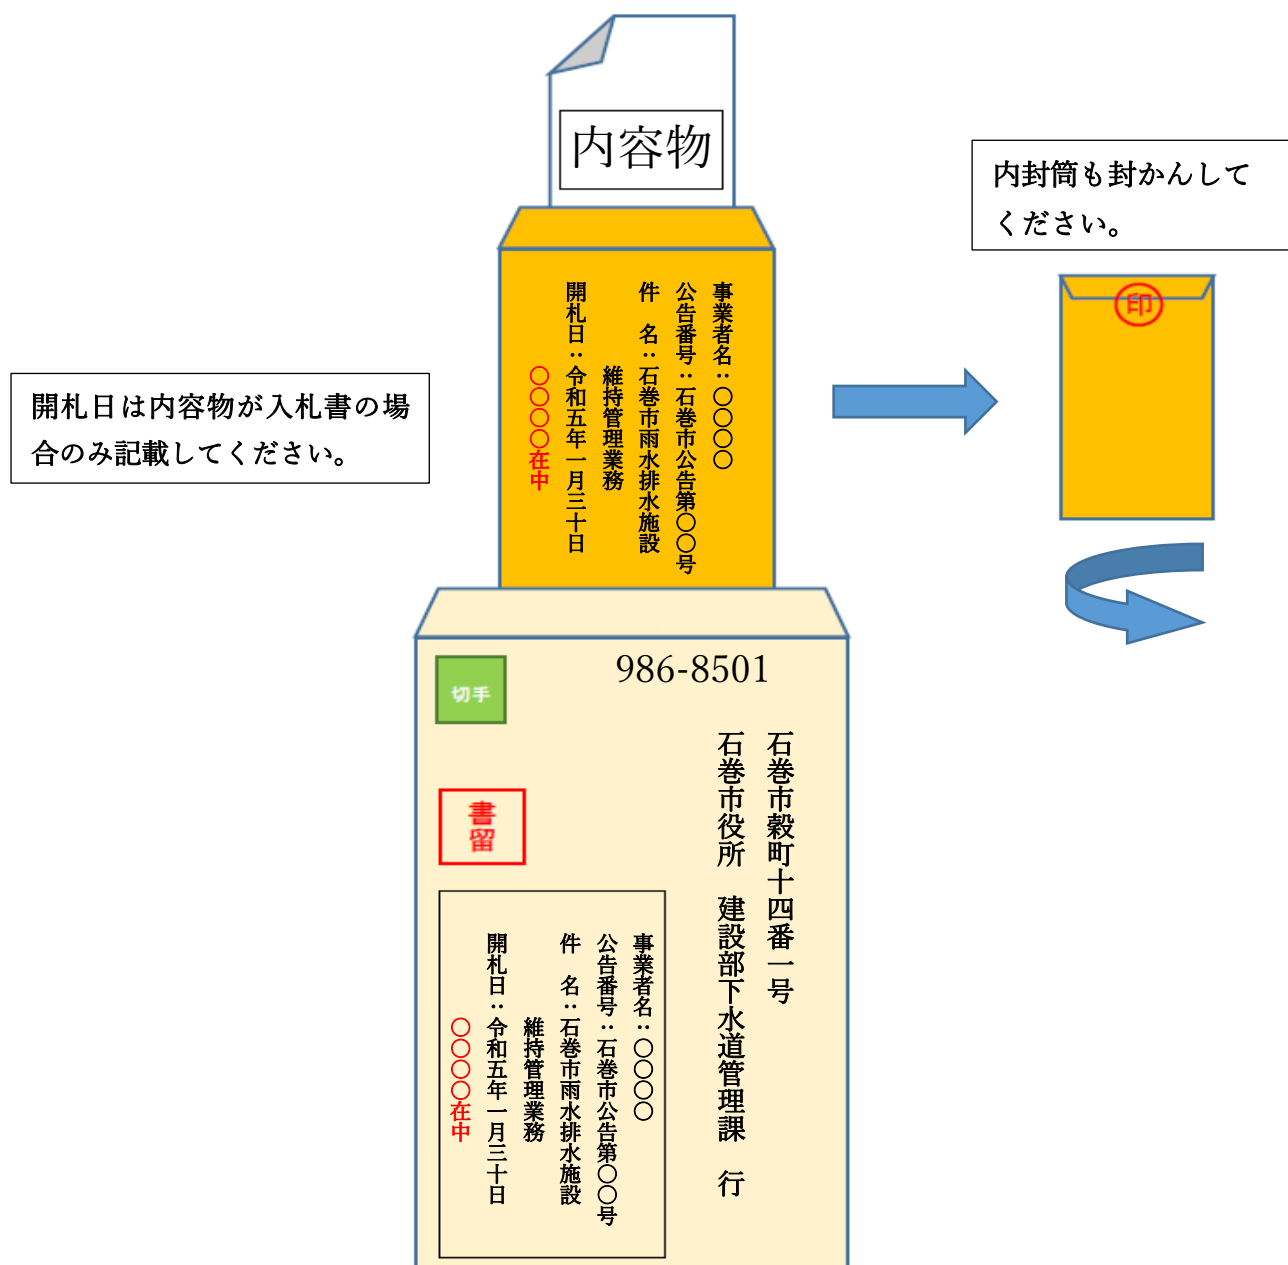 内容物
内封筒も封かんして
ください。
印
事業者名：〇〇〇〇
公告番号：石巻市公告第〇〇号
件　名：石巻市雨水排水施設
維持管理業務
開札日：令和五年一月三十日
〇〇〇〇在中
開札日は内容物が入札書の場
合のみ記載してください。
986-8501
切手
書留
石巻市穀町十四番一号
石巻市役所　建設部下水道管理課　行
事業者名：〇〇〇〇
公告番号：石巻市公告第〇〇号
件　名：石巻市雨水排水施設
維持管理業務
開札日：令和五年一月三十日
〇〇〇〇在中